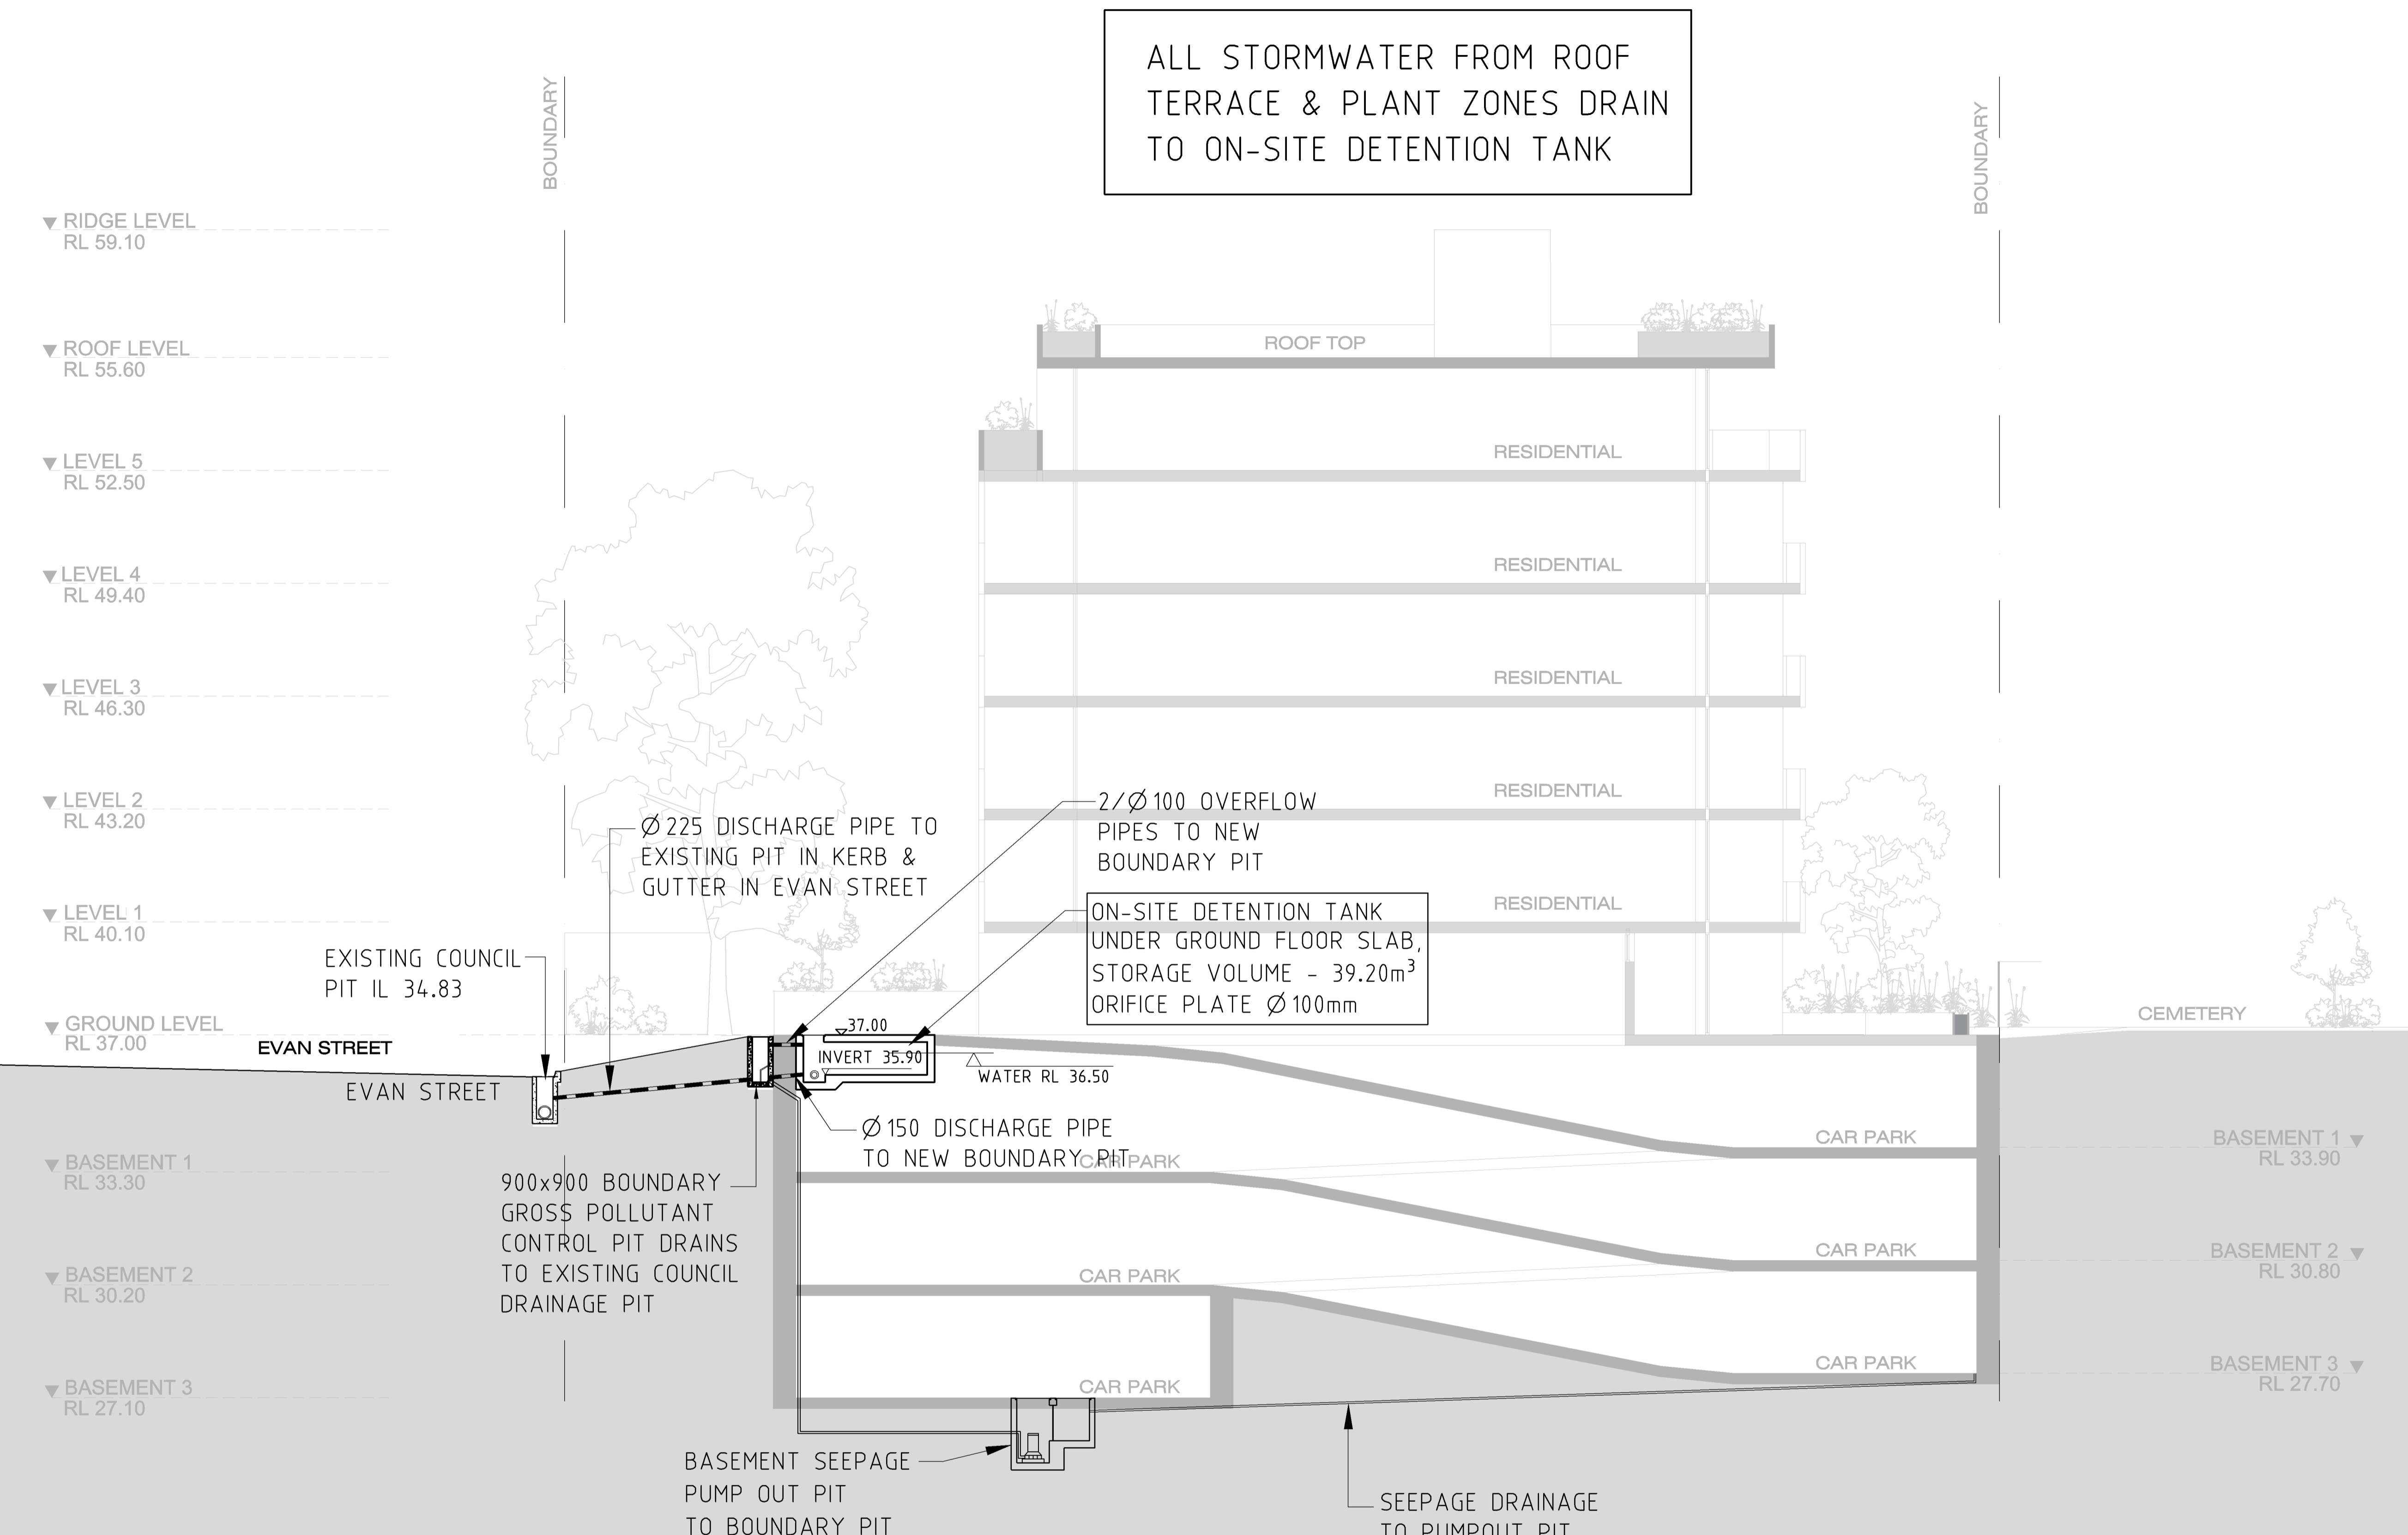 ALL STORMWATER FROM ROOF
TERRACE & PLANT ZONES DRAIN
TO ON-SITE DETENTION TANK
BOUNDARY
BOUNDARY
RIDGE LEVEL
RL 59.10
ROOF LEVEL
RL 55.60
ROOF TOP
LEVEL 5
RL 52.50
RESIDENTIAL
LEVEL 4
RL 49.40
RESIDENTIAL
LEVEL 3
RL 46.30
RESIDENTIAL
LEVEL 2
RL 43.20
RESIDENTIAL
2/Ø100 OVERFLOW
PIPES TO NEW
BOUNDARY PIT
Ø225 DISCHARGE PIPE TO
EXISTING PIT IN KERB &
GUTTER IN EVAN STREET
LEVEL 1
RL 40.10
RESIDENTIAL
ON-SITE DETENTION TANK
UNDER GROUND FLOOR SLAB,
STORAGE VOLUME - 39.20m³
ORIFICE PLATE Ø100mm
EXISTING COUNCIL
PIT IL 34.83
GROUND LEVEL
RL 37.00
EVAN STREET
EVAN STREET
37.00
INVERT 35.90
WATER RL 36.50
CEMETERY
Ø150 DISCHARGE PIPE
TO NEW BOUNDARY PIT
CAR PARK
CAR PARK
BASEMENT 1
RL 33.30
BASEMENT 1
RL 33.90
900x900 BOUNDARY
GROSS POLLUTANT
CONTROL PIT DRAINS
TO EXISTING COUNCIL
DRAINAGE PIT
BASEMENT 2
RL 30.20
CAR PARK
CAR PARK
BASEMENT 2
RL 30.80
BASEMENT 3
RL 27.10
CAR PARK
CAR PARK
BASEMENT 3
RL 27.70
BASEMENT SEEPAGE
PUMP OUT PIT
TO BOUNDARY PIT
SEEPAGE DRAINAGE
TO PUMPOUT PIT